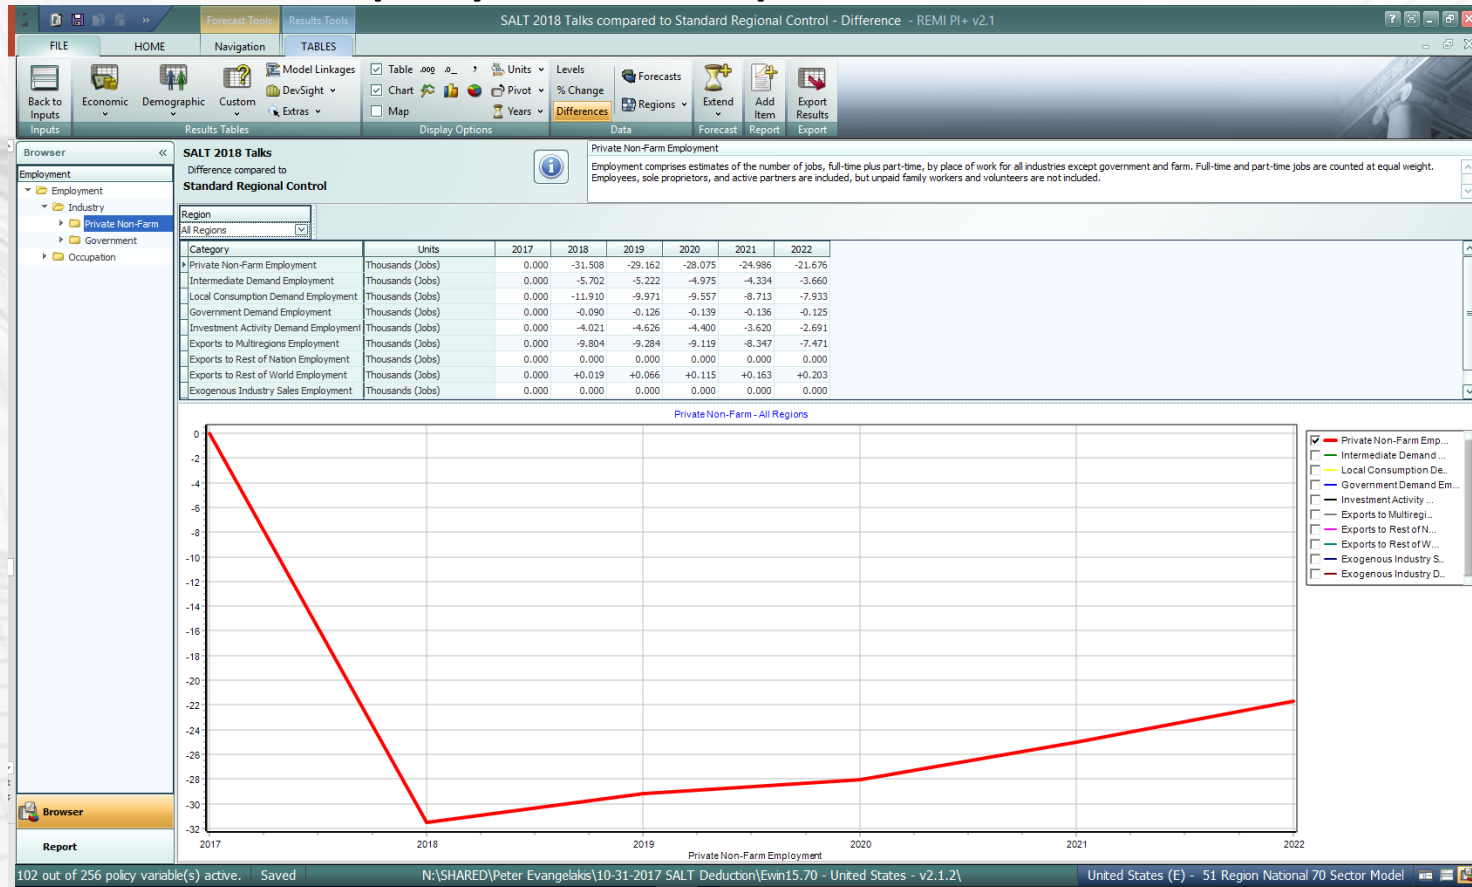 Forecast Tools Results Tools SALT 2018 Talks compared to Standard Regional Control - Difference - REMI PI+ v2.1
FILE HOME Navigation TABLES
Back to Inputs Economic Demographic Custom
Model Linkages
DevSight
Extras
Table
Chart
Map
Units
Pivot
Years
Levels
% Change
Differences
Forecasts
Regions
Extend
Add Item
Export Results
Inputs Results Tables Display Options Data Forecast Report Export
Browser «
Employment
Employment
Industry
Private Non-Farm
Government
Occupation
SALT 2018 Talks
Difference compared to
Standard Regional Control
Private Non-Farm Employment
Employment comprises estimates of the number of jobs, full-time plus part-time, by place of work for all industries except government and farm. Full-time and part-time jobs are counted at equal weight.
Employees, sole proprietors, and active partners are included, but unpaid family workers and volunteers are not included.
Region
All Regions
Category Units 2017 2018 2019 2020 2021 2022
Private Non-Farm Employment Thousands (Jobs) 0.000 -31.508 -29.162 -28.075 -24.986 -21.676
Intermediate Demand Employment Thousands (Jobs) 0.000 -5.702 -5.222 -4.975 -4.334 -3.660
Local Consumption Demand Employment Thousands (Jobs) 0.000 -11.910 -9.971 -9.557 -8.713 -7.933
Government Demand Employment Thousands (Jobs) 0.000 -0.090 -0.126 -0.139 -0.136 -0.125
Investment Activity Demand Employment Thousands (Jobs) 0.000 -4.021 -4.626 -4.400 -3.620 -2.691
Exports to Multiregions Employment Thousands (Jobs) 0.000 -9.804 -9.284 -9.119 -8.347 -7.471
Exports to Rest of Nation Employment Thousands (Jobs) 0.000 0.000 0.000 0.000 0.000 0.000
Exports to Rest of World Employment Thousands (Jobs) 0.000 +0.019 +0.066 +0.115 +0.163 +0.203
Exogenous Industry Sales Employment Thousands (Jobs) 0.000 0.000 0.000 0.000 0.000 0.000
Private Non-Farm - All Regions
0
-2
-4
-6
-8
-10
-12
-14
-16
-18
-20
-22
-24
-26
-28
-30
-32
2017 2018 2019 2020 2021 2022
Private Non-Farm Employment
Private Non-Farm Emp...
Intermediate Demand ...
Local Consumption De..
Government Demand Em...
Investment Activity ...
Exports to Multiregi..
Exports to Rest of N...
Exports to Rest of W...
Exogenous Industry S..
Exogenous Industry D..
Browser
Report
102 out of 256 policy variable(s) active. Saved N:\SHARED\Peter Evangelakis\10-31-2017 SALT Deduction\Ewin15.70 - United States - v2.1.2\ United States (E) - 51 Region National 70 Sector Model